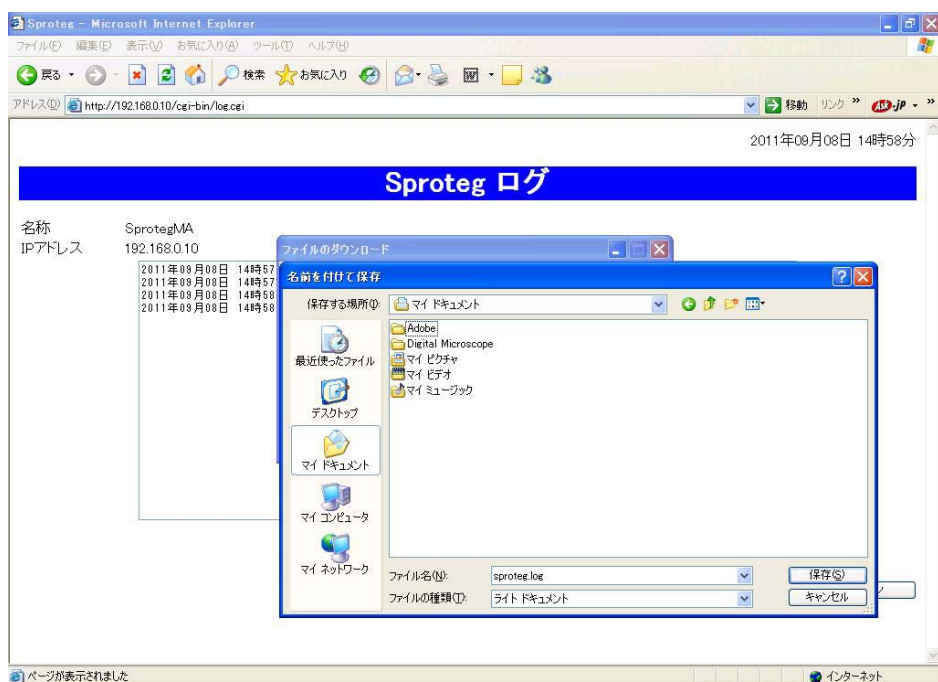 Sproteg - Microsoft Internet Explorer
ファイル(F) 編集(E) 表示(V) お気に入り(A) ツール(T) ヘルプ(H)
戻る 検索 お気に入り
アドレス(D) http://192.168.0.10/cgi-bin/log.cgi 移動 リンク » .jP »
2011年09月08日 14時58分
Sproteg ログ
名称 SprotegMA
IPアドレス 192.168.0.10
2011年09月08日 14時57
2011年09月08日 14時57
2011年09月08日 14時58
2011年09月08日 14時58
ファイルのダウンロード
名前を付けて保存
保存する場所(I): マイ ドキュメント
最近使ったファイル
デスクトップ
マイ ドキュメント
マイ コンピュータ
マイ ネットワーク
Adobe
Digital Microscope
マイ ピクチャ
マイ ビデオ
マイ ミュージック
ファイル名(N): sproteg.log 保存(S)
ファイルの種類(T): ライト ドキュメント キャンセル
ページが表示されました インターネット